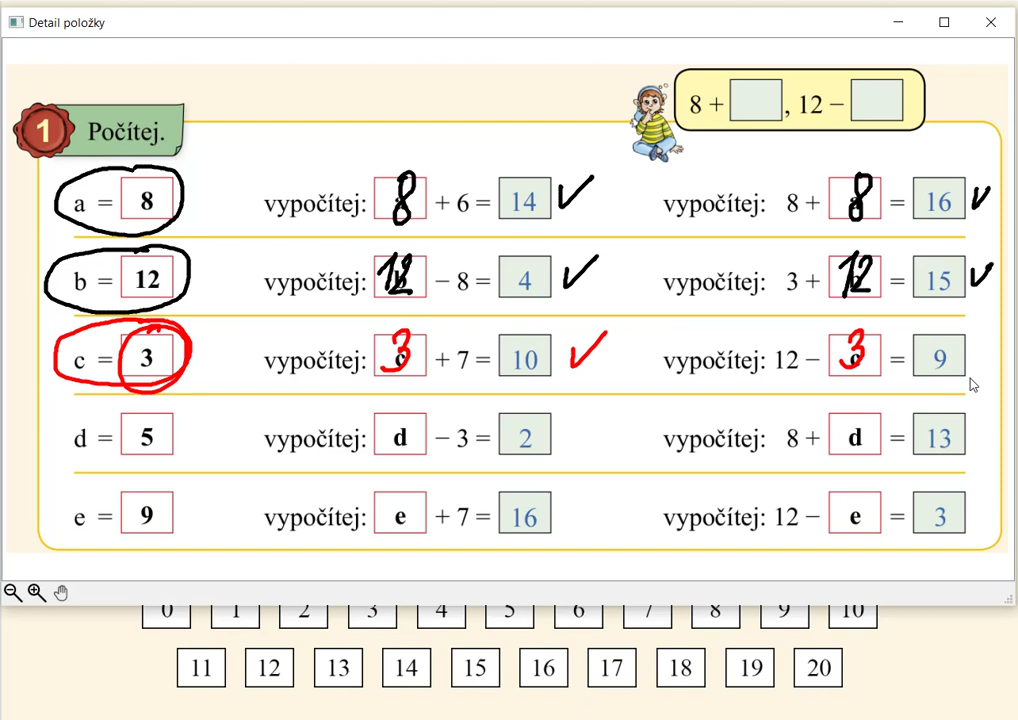 Detail položky
8 + , 12 −
1 Počítej.
a = 8 vypočítej: 8 + 6 = 14 ✓ 8 vypočítej: 8 + 8 = 16 ✓
b = 12 vypočítej: 12 − 8 = 4 ✓ vypočítej: 3 + 12 = 15 ✓
c = 3 vypočítej: 3 + 7 = 10 ✓ vypočítej: 12 − 3 = 9
d = 5 vypočítej: d − 3 = 2 vypočítej: 8 + d = 13
e = 9 vypočítej: e + 7 = 16 vypočítej: 12 − e = 3
0 1 2 3 4 5 6 7 8 9 10
11 12 13 14 15 16 17 18 19 20